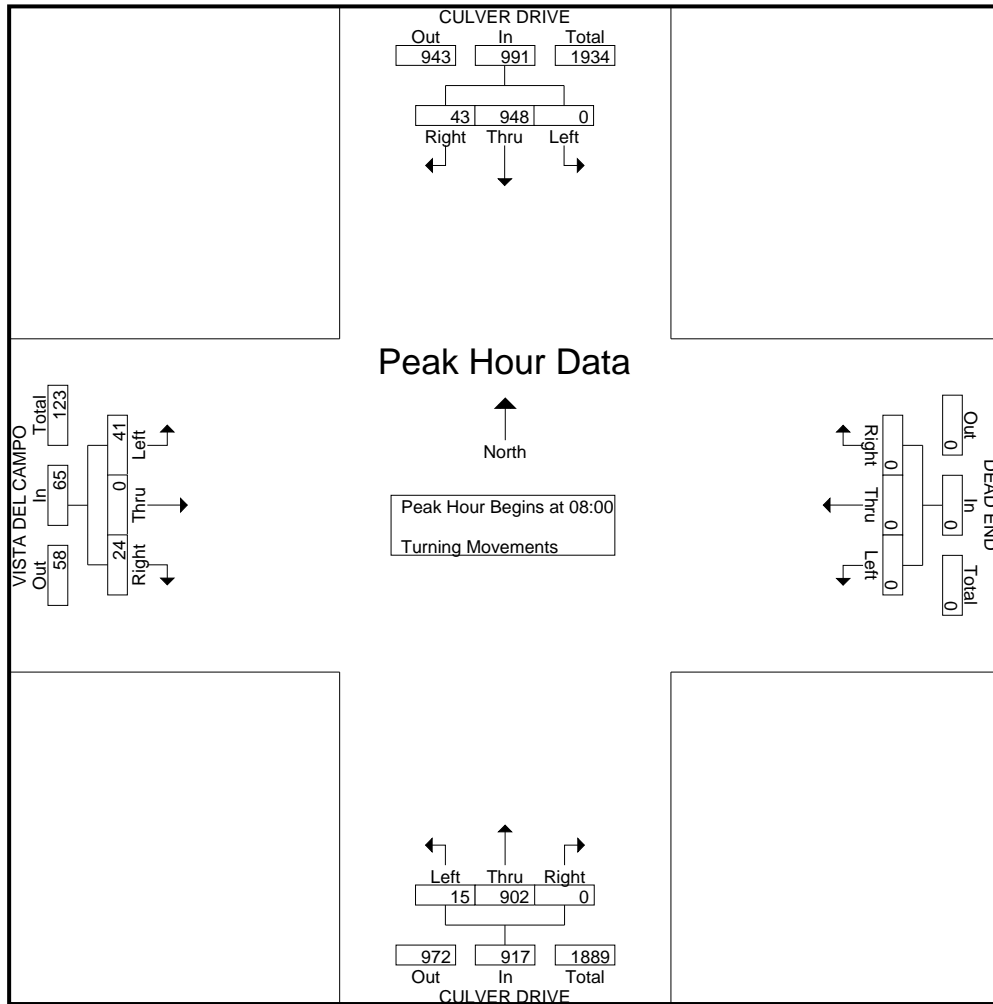 CULVER DRIVE
Out In Total
943 991 1934
43 948 0
Right Thru Left
Peak Hour Data
North
Peak Hour Begins at 08:00
Turning Movements
VISTA DEL CAMPO
Out In Total
58 65 123
24 0 41
Right Thru Left
DEAD END
Out In Total
0 0 0
0 0 0
Right Thru Left
Left Thru Right
15 902 0
972 917 1889
Out In Total
CULVER DRIVE